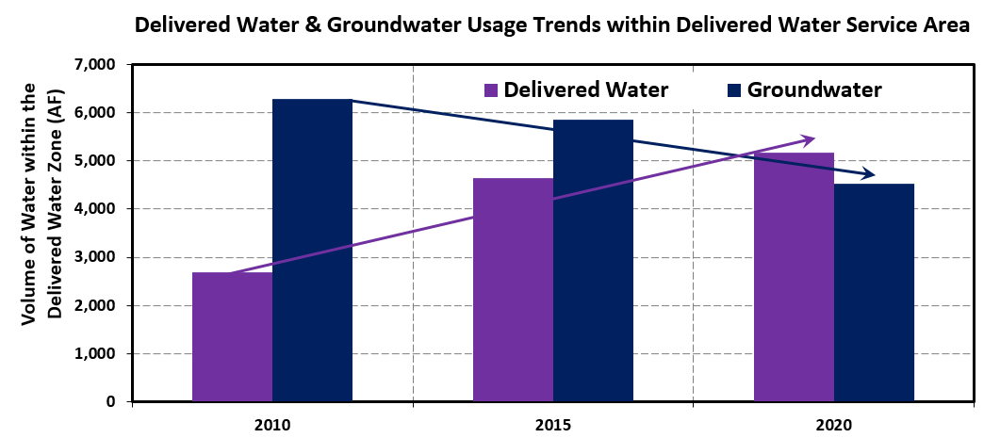 Delivered Water & Groundwater Usage Trends within Delivered Water Service Area
Volume of Water within the
Delivered Water Zone (AF)
7,000
6,000
5,000
4,000
3,000
2,000
1,000
0
Delivered Water
Groundwater
2010
2015
2020